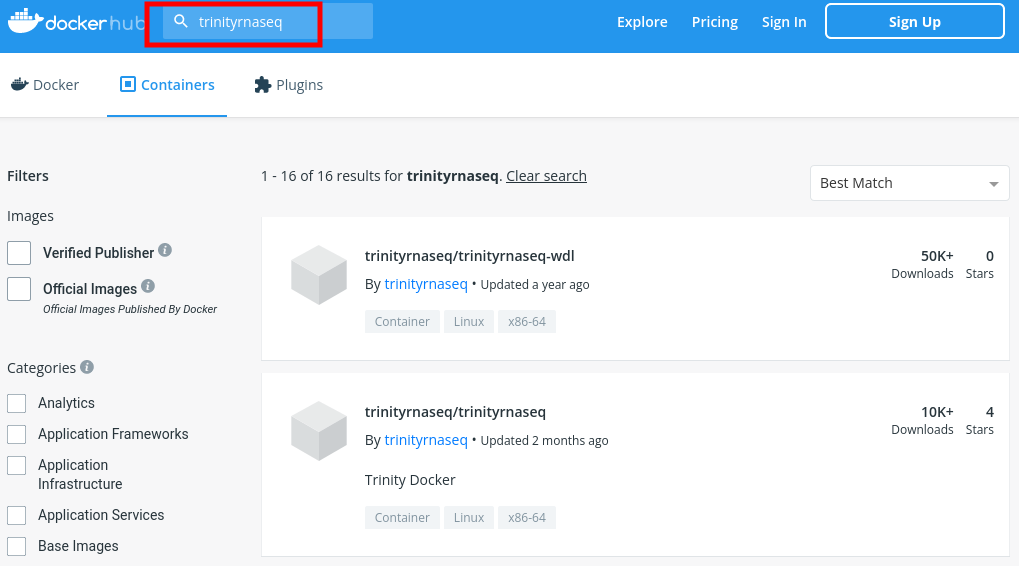 docker hub
trinityrnaseq
Explore
Pricing
Sign In
Sign Up
Docker
Containers
Plugins
Filters
1 - 16 of 16 results for trinityrnaseq. Clear search
Best Match
Images
Verified Publisher
Official Images
Official Images Published By Docker
Categories
Analytics
Application Frameworks
Application
Infrastructure
Application Services
Base Images
trinityrnaseq/trinityrnaseq-wdl
By trinityrnaseq • Updated a year ago
Container Linux x86-64
50K+ 0
Downloads Stars
trinityrnaseq/trinityrnaseq
By trinityrnaseq • Updated 2 months ago
Trinity Docker
Container Linux x86-64
10K+ 4
Downloads Stars